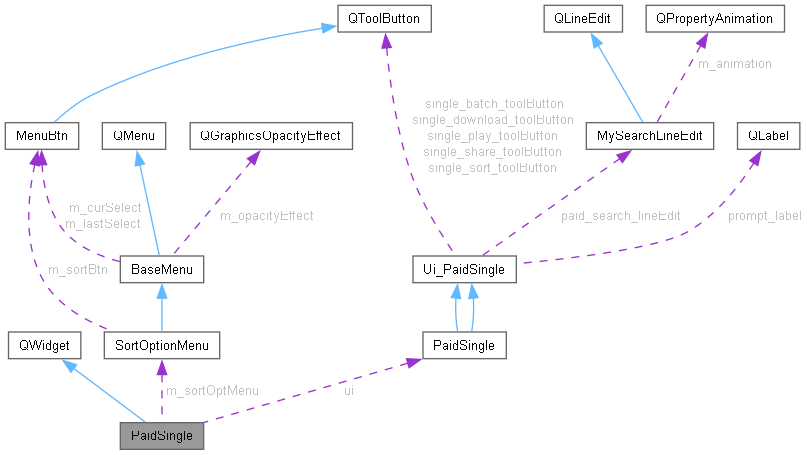 QToolButton
QLineEdit
QPropertyAnimation
m_animation
single_batch_toolButton
single_download_toolButton
single_play_toolButton
single_share_toolButton
single_sort_toolButton
MenuBtn
QMenu
QGraphicsOpacityEffect
MySearchLineEdit
QLabel
m_curSelect
m_lastSelect
m_opacityEffect
paid_search_lineEdit
prompt_label
m_sortBtn
BaseMenu
Ui_PaidSingle
QWidget
SortOptionMenu
PaidSingle
m_sortOptMenu
ui
PaidSingle